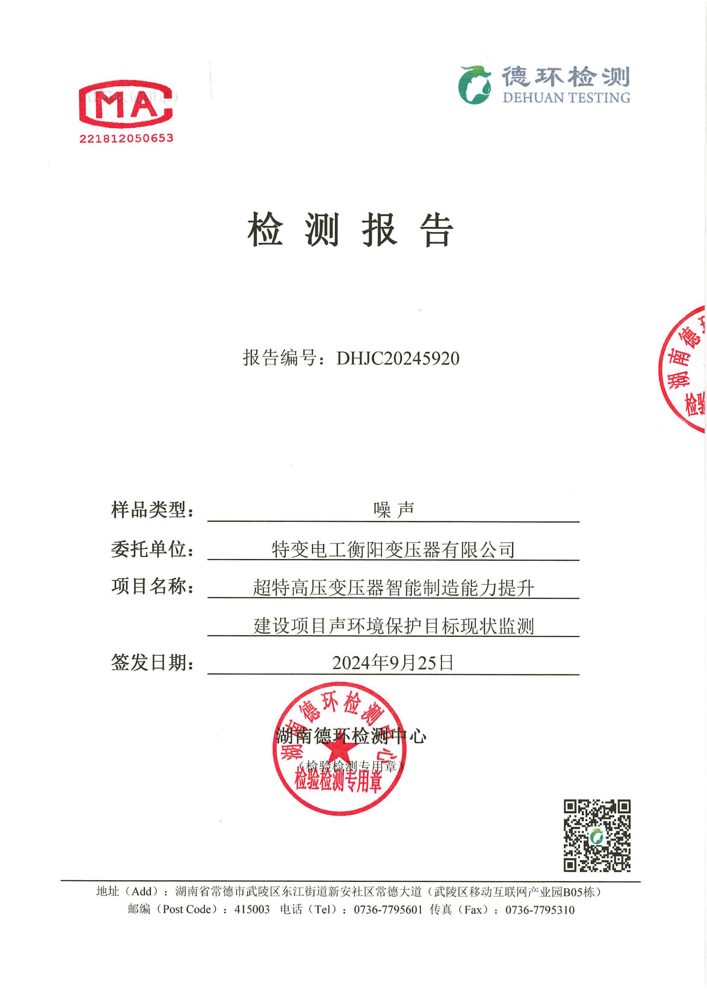 MA
221812050653
德环检测
DEHUAN TESTING
检测报告
报告编号：DHJC20245920
湖南德环
检验
样品类型：噪声
委托单位：特变电工衡阳变压器有限公司
项目名称：超特高压变压器智能制造能力提升
建设项目声环境保护目标现状监测
签发日期：2024年9月25日
湖南德环检测中心
湖南德环检测中心
（检验检测专用章）
检验检测专用章
地址（Add）：湖南省常德市武陵区东江街道新安社区常德大道（武陵区移动互联网产业园B05栋）
邮编（Post Code）：415003 电话（Tel）：0736-7795601 传真（Fax）：0736-7795310